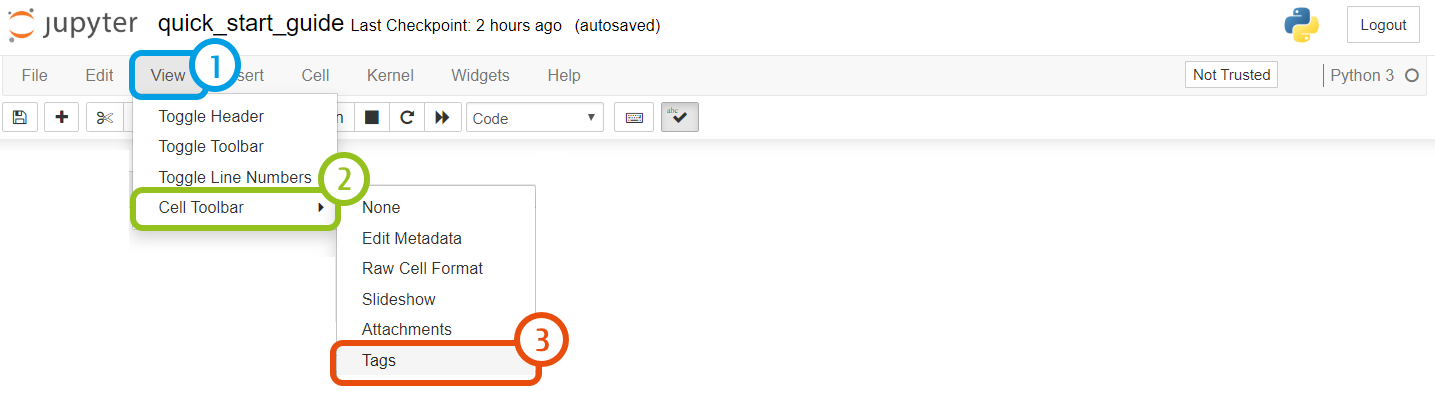 jupyter quick_start_guide Last Checkpoint: 2 hours ago (autosaved)
Logout
File Edit View 1 sert Cell Kernel Widgets Help Not Trusted Python 3
n Code abc
Toggle Header
Toggle Toolbar
Toggle Line Numbers 2
Cell Toolbar
None
Edit Metadata
Raw Cell Format
Slideshow
Attachments
3
Tags